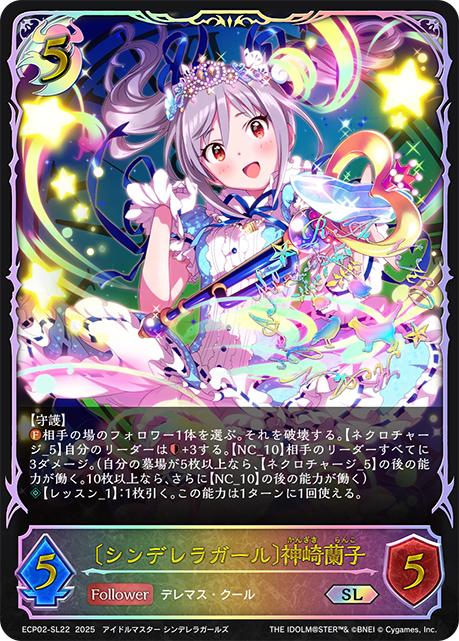 5
【守護】
F相手の場のフォロワー1体を選ぶ。それを破壊する。【ネクロチャー
ジ_5】自分のリーダーは+3する。【NC_10】相手のリーダーすべてに
3ダメージ。(自分の墓場が5枚以上なら、【ネクロチャージ_5】の後の能
力が働く。10枚以上なら、さらに【NC_10】の後の能力が働く)
【レッスン_1】:1枚引く。この能力は1ターンに1回使える。
かんざき らんこ
〔シンデレラガール〕神崎蘭子
5
5
Follower デレマス・クール
SL
ECP02-SL22 2025 アイドルマスター シンデレラガールズ THE IDOLM@STER™& ©BNEI © Cygames, Inc.